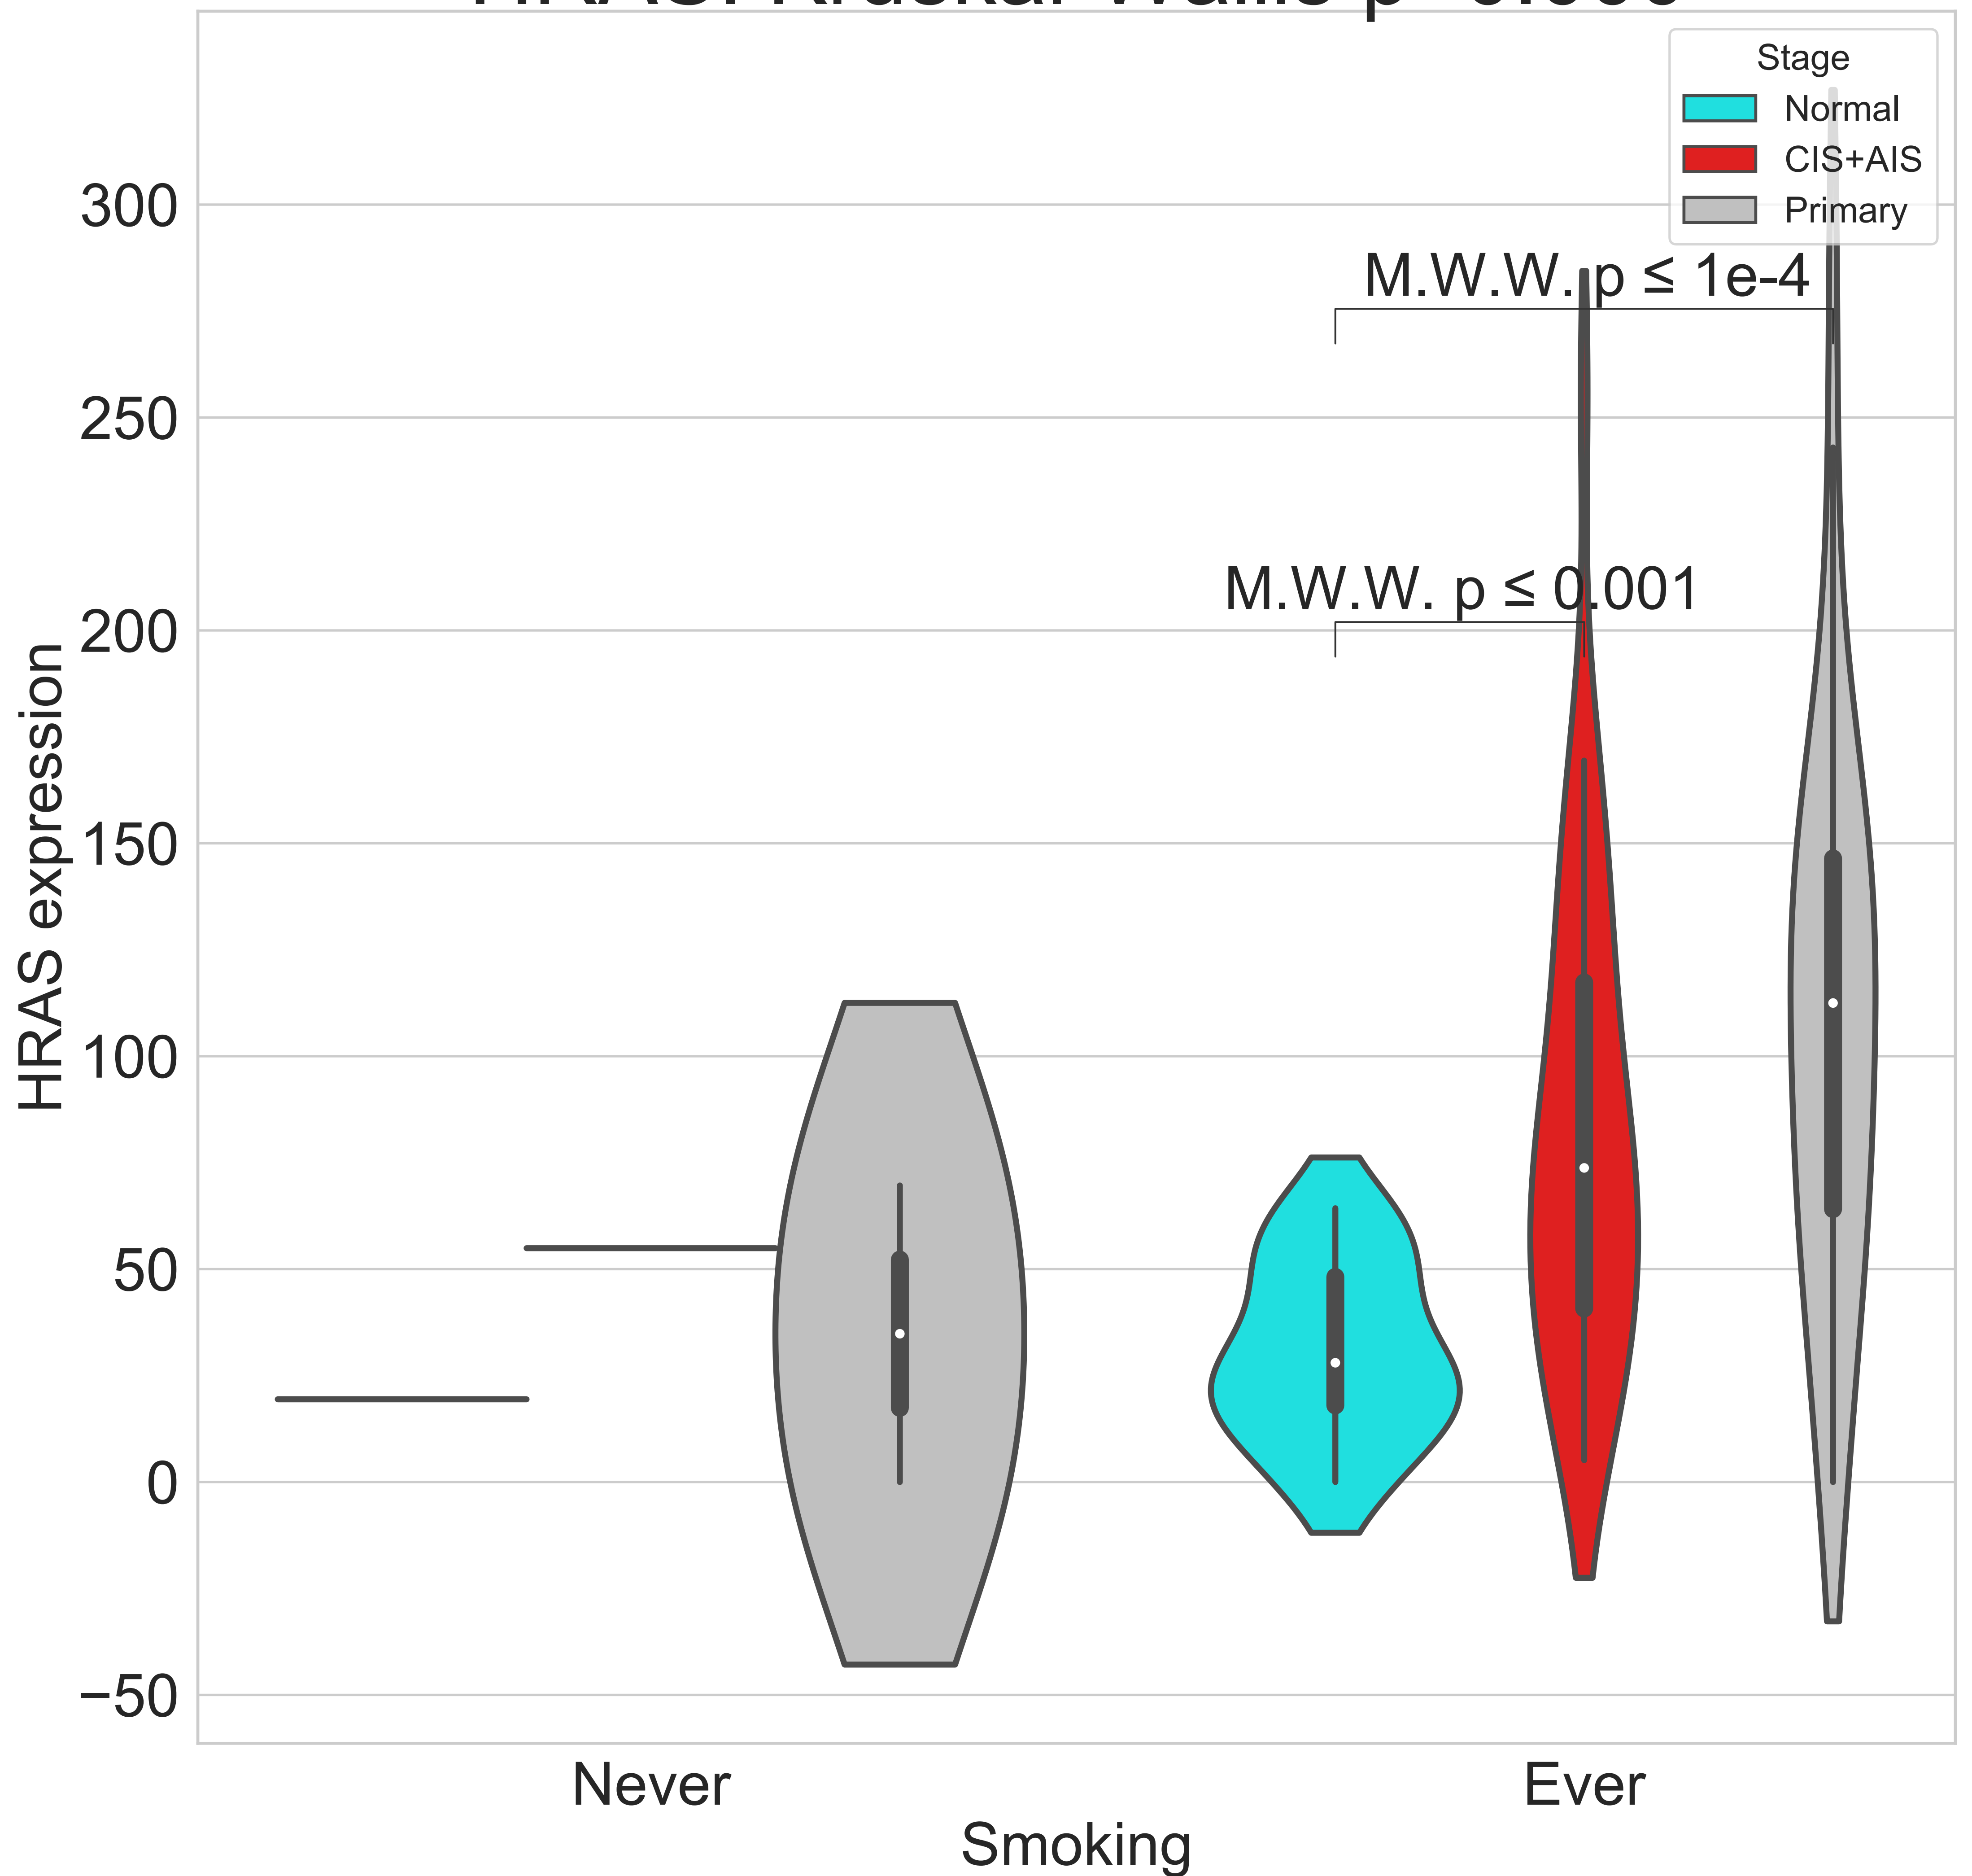 Stage
Normal
CIS+AIS
Primary
M.W.W. p ≤ 1e-4
M.W.W. p ≤ 0.001
300
250
200
150
100
50
0
−50
HRAS expression
Never
Ever
Smoking